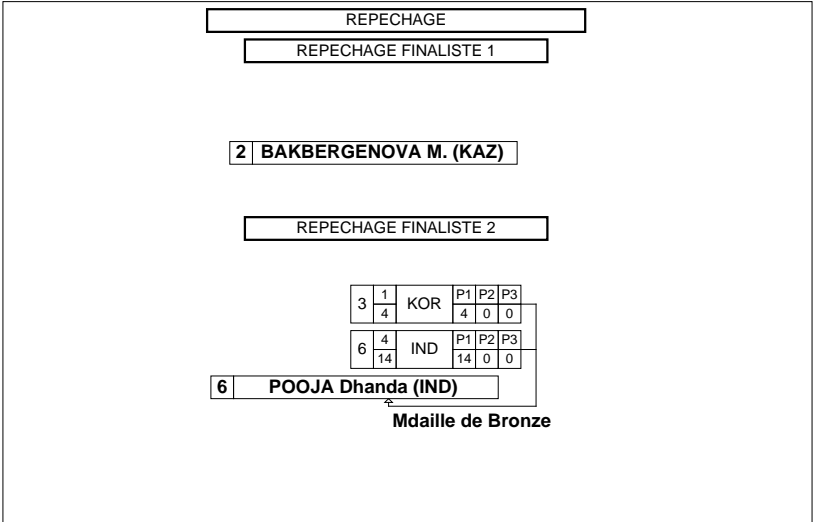 REPECHAGE
REPECHAGE FINALISTE 1
2 BAKBERGENOVA M. (KAZ)
REPECHAGE FINALISTE 2
3 1 KOR P1 P2 P3
4 4 0 0
6 4 IND P1 P2 P3
14 14 0 0
6 POOJA Dhanda (IND)
Mdaille de Bronze